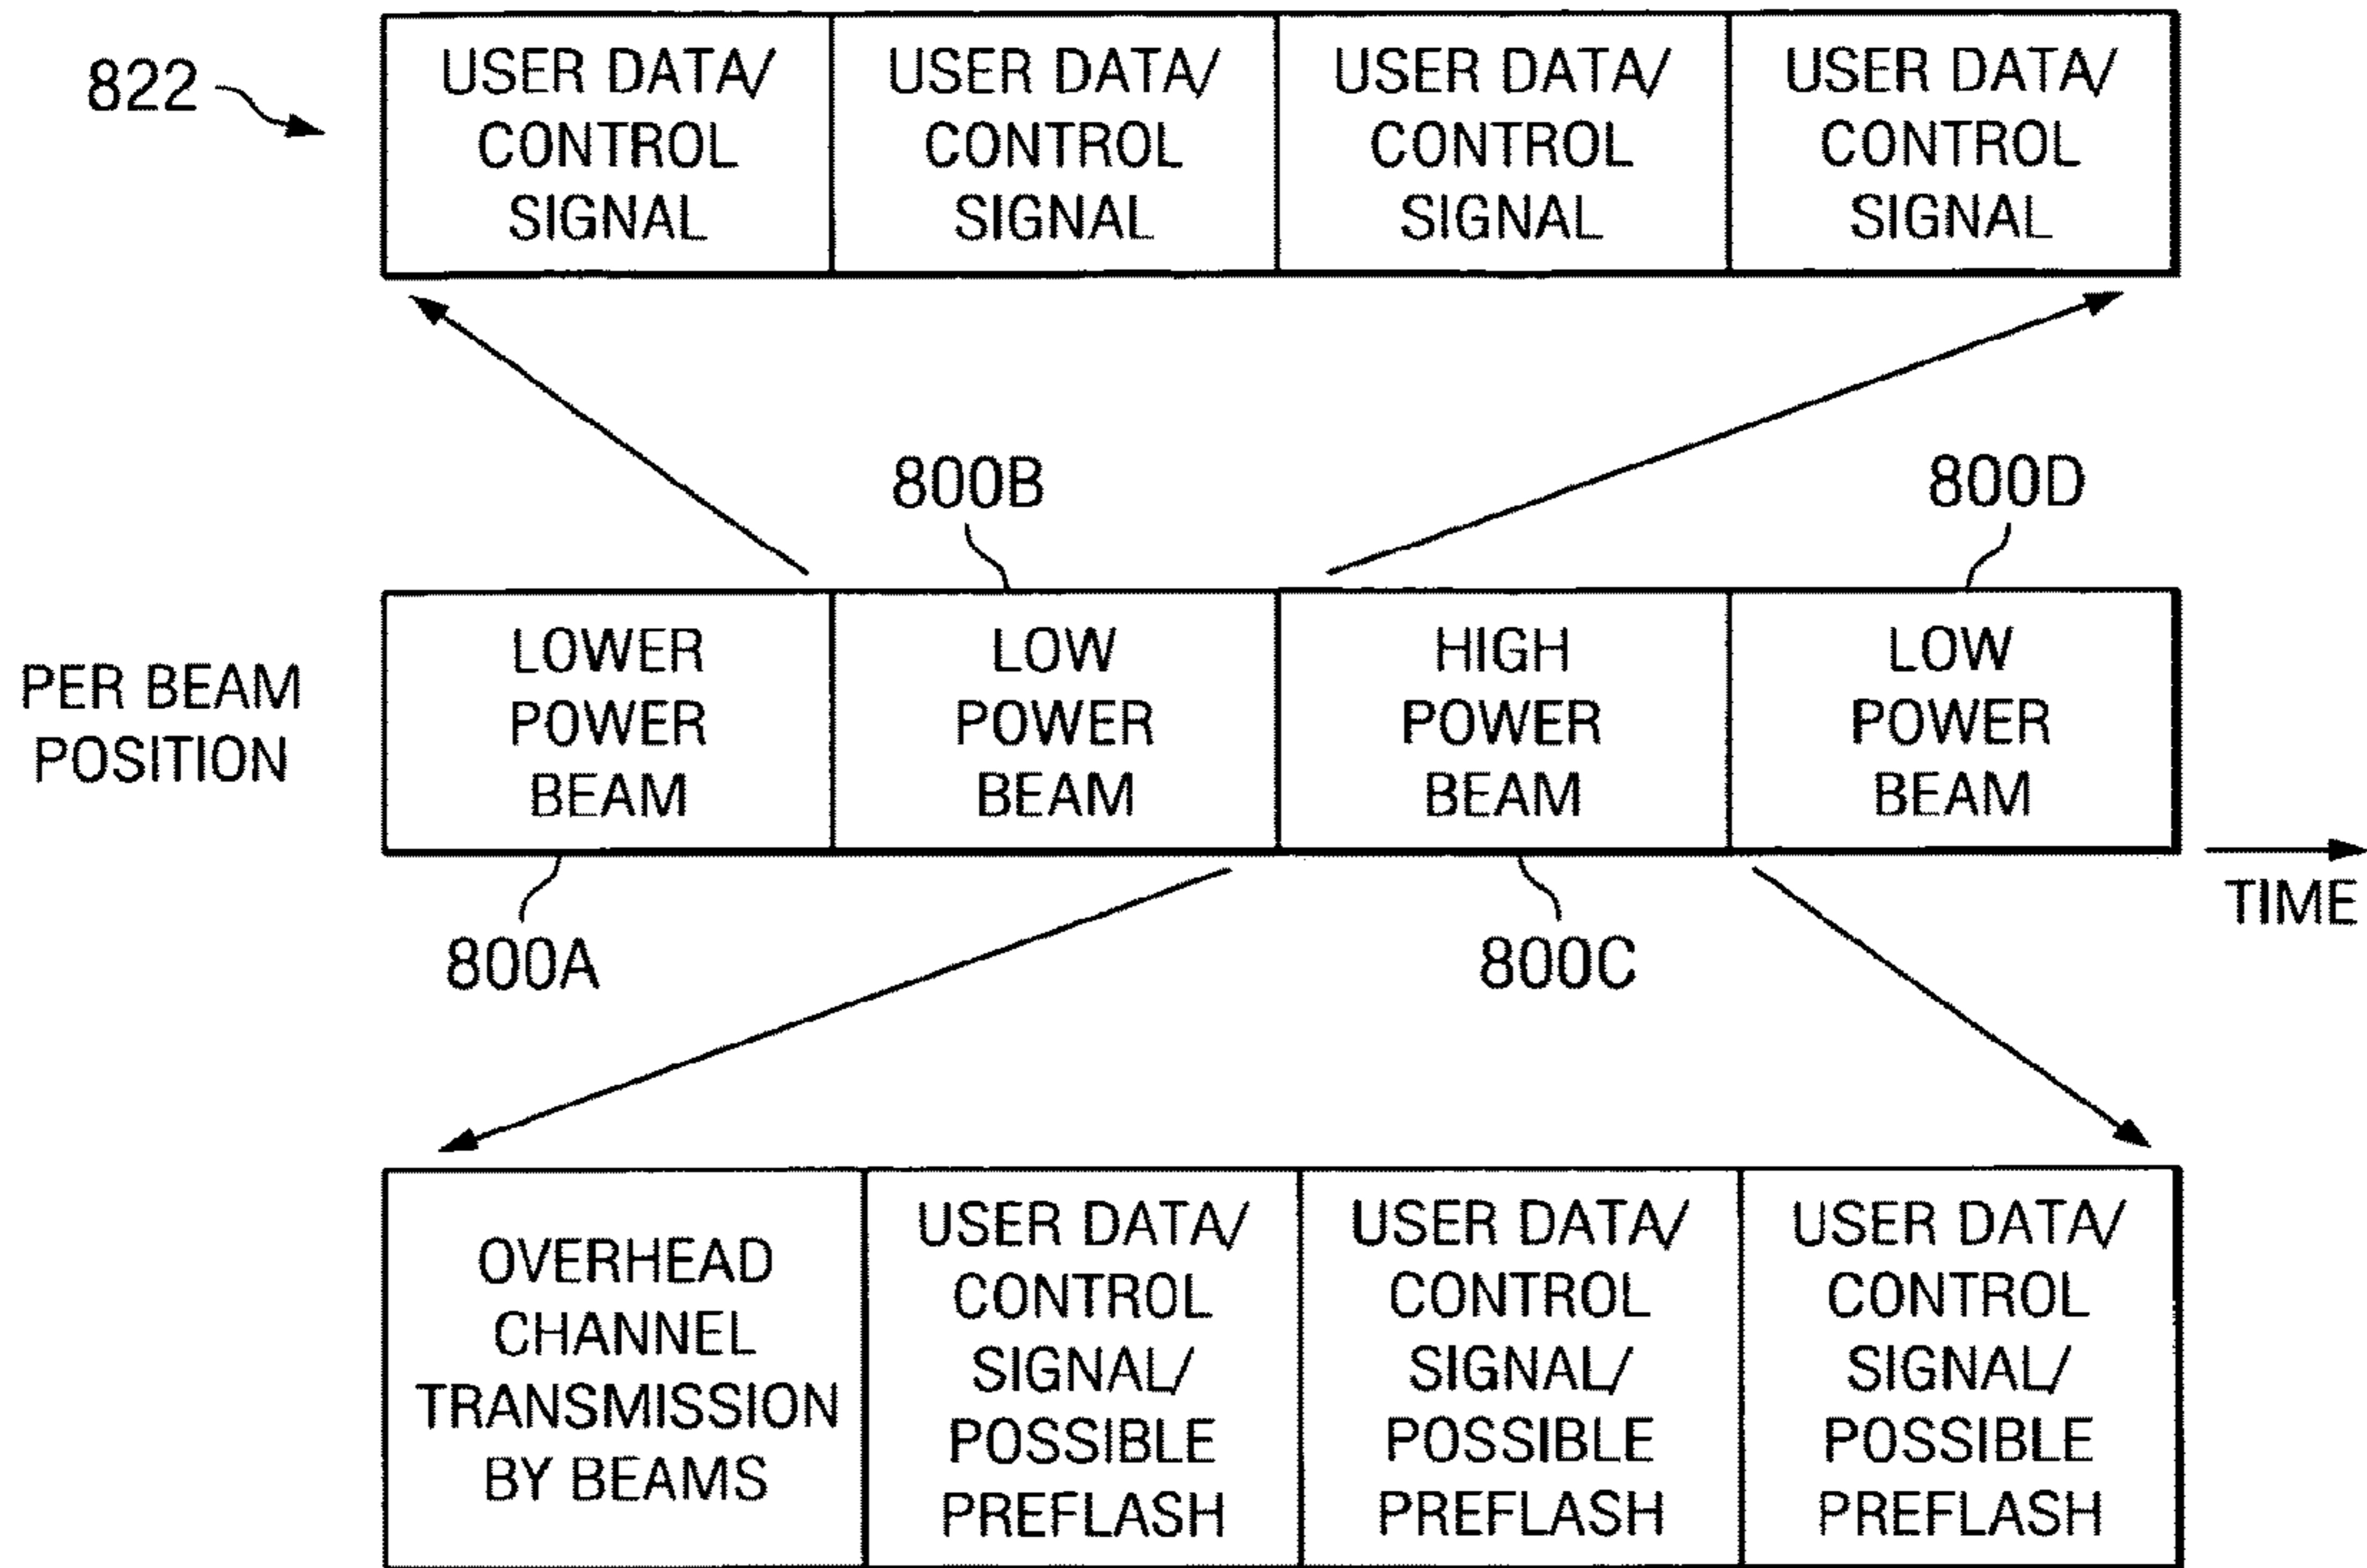 822
USER DATA/
CONTROL
SIGNAL
USER DATA/
CONTROL
SIGNAL
USER DATA/
CONTROL
SIGNAL
USER DATA/
CONTROL
SIGNAL
800B
800D
PER BEAM
POSITION
LOWER
POWER
BEAM
LOW
POWER
BEAM
HIGH
POWER
BEAM
LOW
POWER
BEAM
TIME
800A
800C
OVERHEAD
CHANNEL
TRANSMISSION
BY BEAMS
USER DATA/
CONTROL
SIGNAL/
POSSIBLE
PREFLASH
USER DATA/
CONTROL
SIGNAL/
POSSIBLE
PREFLASH
USER DATA/
CONTROL
SIGNAL/
POSSIBLE
PREFLASH